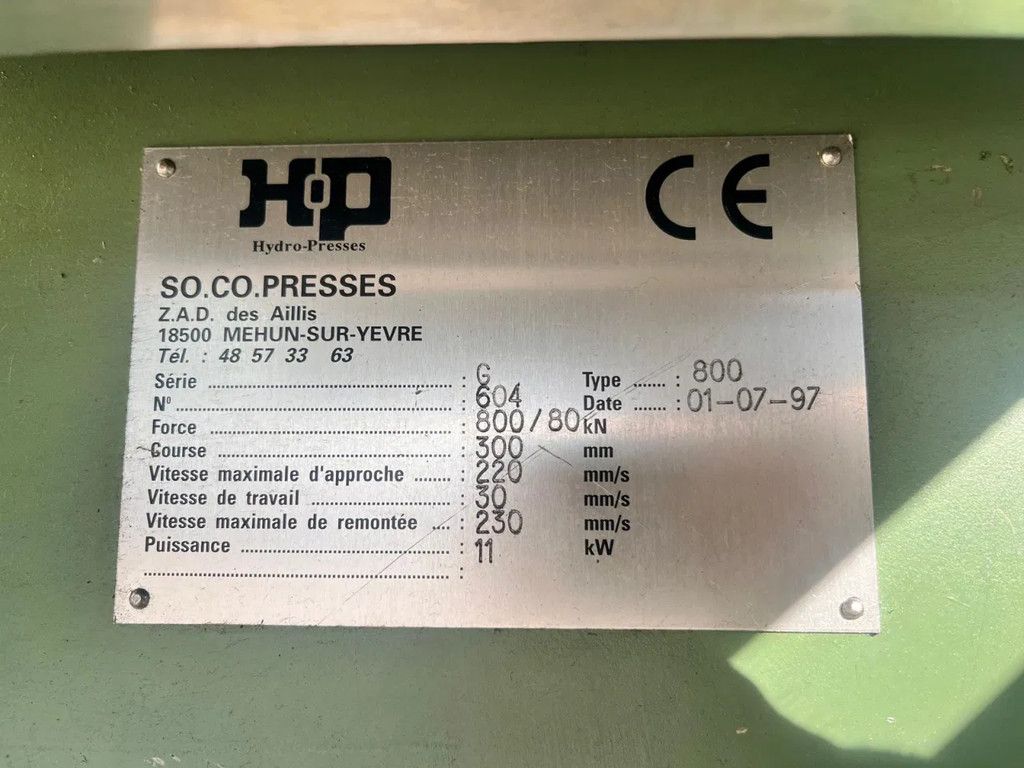 HP
Hydro-Presses
CE
SO.CO.PRESSES
Z.A.D. des Aillis
18500 MEHUN-SUR-YEVRE
Tél. : 48 57 33 63
Série ........ : G Type ...... : 800
N° ........ : 604 Date ...... : 01-07-97
Force ........ : 800/80 kN
Course ........ : 300 mm
Vitesse maximale d'approche ........ : 220 mm/s
Vitesse de travail ........ : 30 mm/s
Vitesse maximale de remontée .... : 230 mm/s
Puissance ........ : 11 kW
........ :